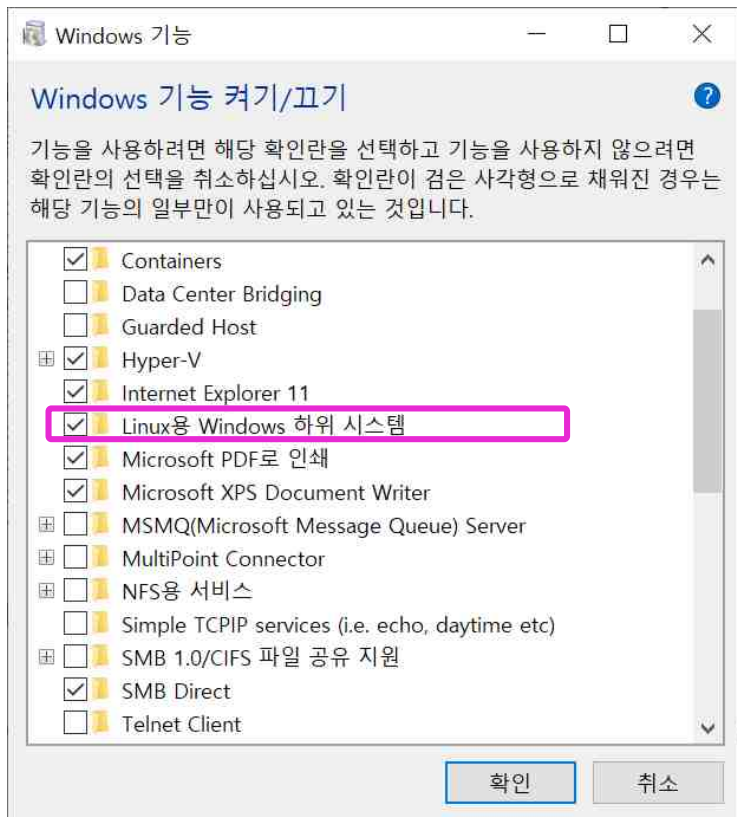 Windows 기능
Windows 기능 켜기/끄기
기능을 사용하려면 해당 확인란을 선택하고 기능을 사용하지 않으려면
확인란의 선택을 취소하십시오. 확인란이 검은 사각형으로 채워진 경우는
해당 기능의 일부만이 사용되고 있는 것입니다.
Containers
Data Center Bridging
Guarded Host
Hyper-V
Internet Explorer 11
Linux용 Windows 하위 시스템
Microsoft PDF로 인쇄
Microsoft XPS Document Writer
MSMQ(Microsoft Message Queue) Server
MultiPoint Connector
NFS용 서비스
Simple TCPIP services (i.e. echo, daytime etc)
SMB 1.0/CIFS 파일 공유 지원
SMB Direct
Telnet Client
확인 취소